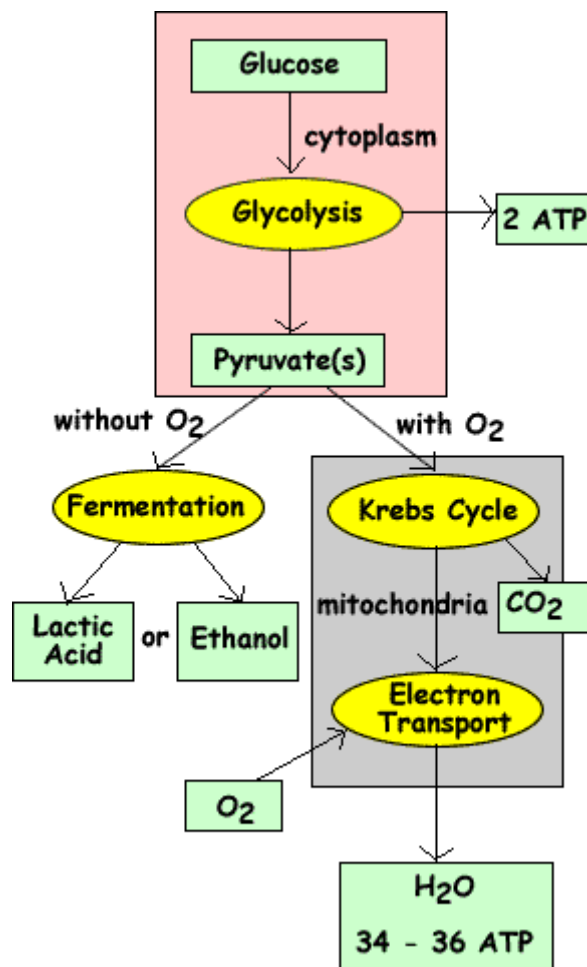 Glucose
cytoplasm
Glycolysis
2 ATP
Pyruvate(s)
without O₂
with O₂
Fermentation
Krebs Cycle
mitochondria
CO₂
Lactic
Acid
or
Ethanol
Electron
Transport
O₂
H₂O
34 - 36 ATP